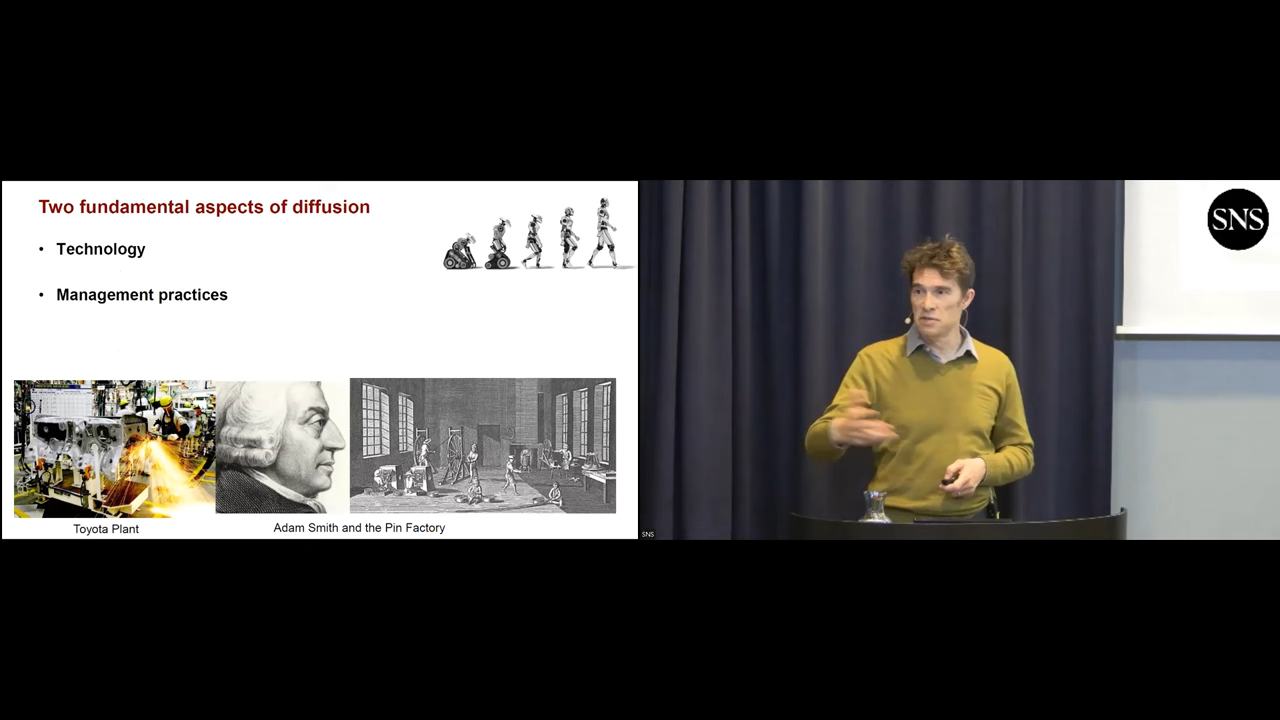 Two fundamental aspects of diffusion
• Technology
• Management practices
Toyota Plant
Adam Smith and the Pin Factory
SNS
SNS